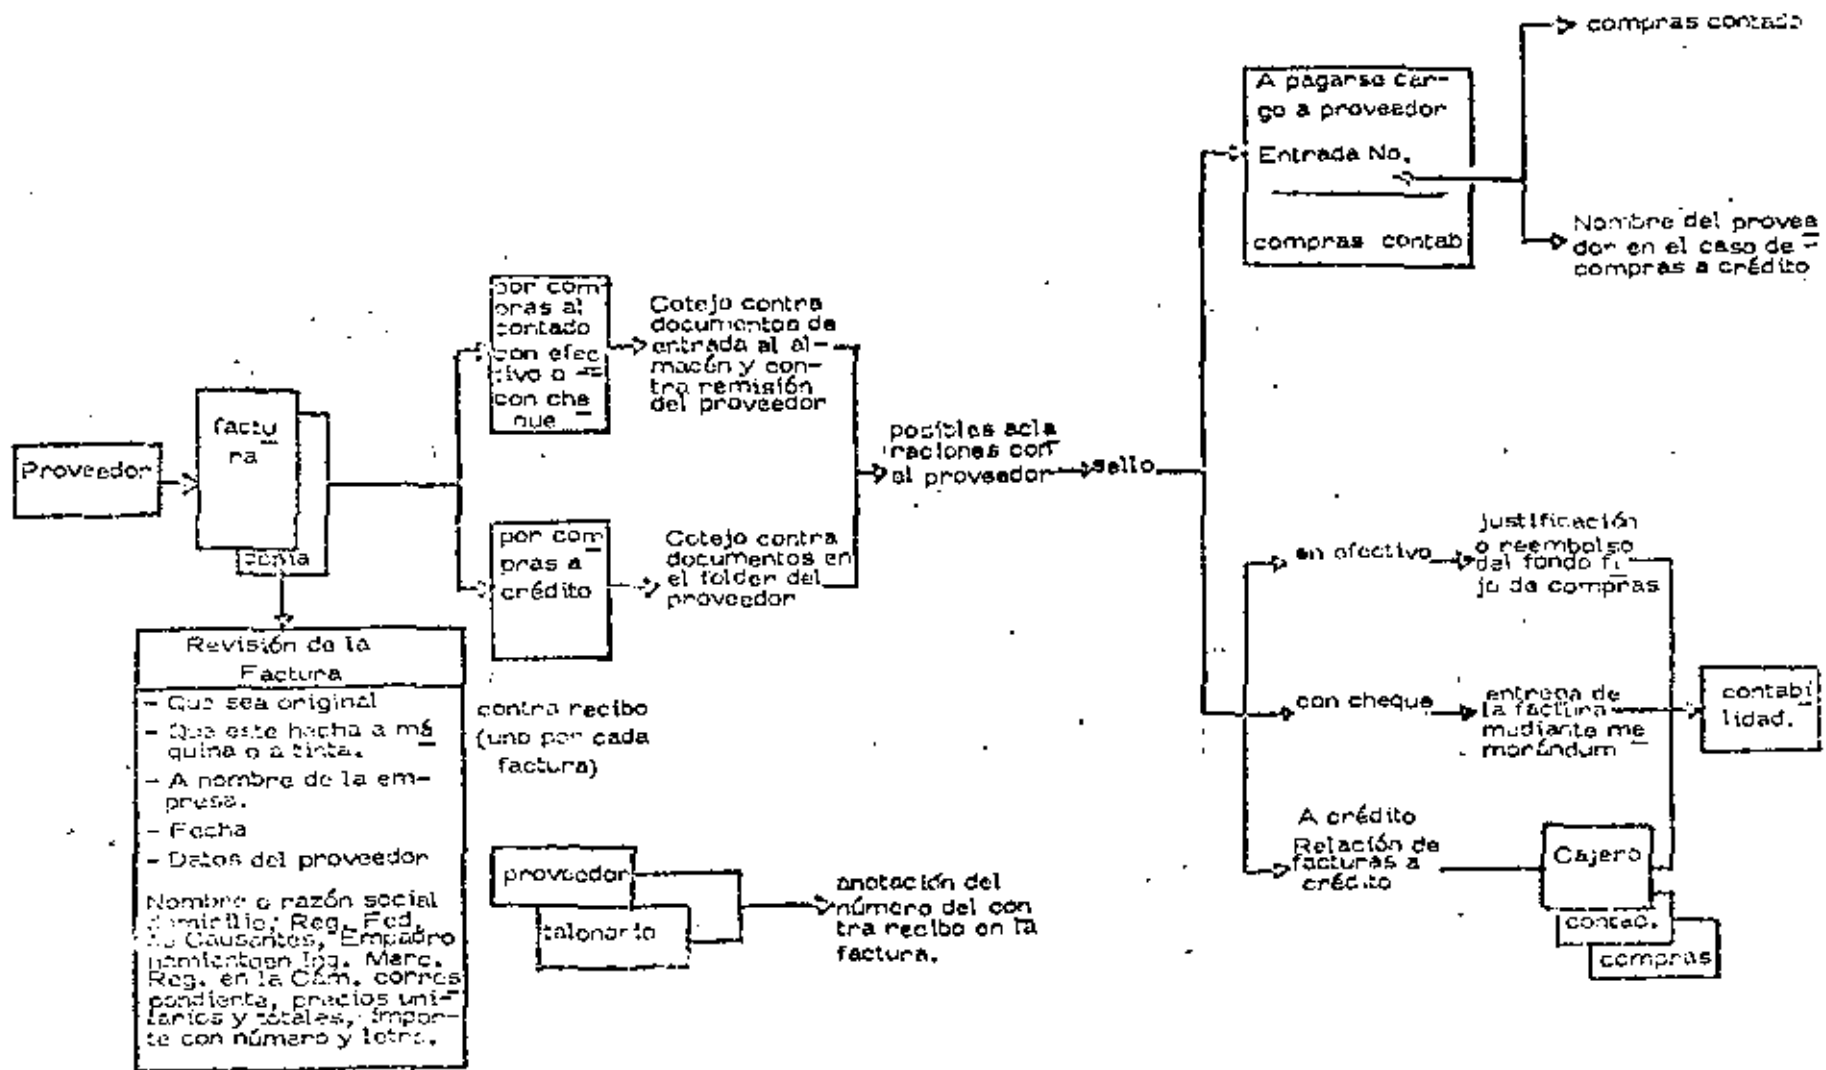 Proveedor
factu
ra
copia
Revisión de la
Factura
- Que sea original
- Que este hecha a má
quina o a tinta.
- A nombre de la em-
presa.
- Fecha
- Datos del proveedor
Nombre o razón social
domicilio, Reg. Fed.
de Causantes, Empadro
namientoen Ing. Merc.
Reg. en la Cám. corres
pondiente, precios uni-
tarios y totales, impor-
te con número y letra.
por com
pras al
contado
con efec
tivo o
con che
que
Cotejo contra
documentos de
entrada al al-
macén y con-
tra remisión
del proveedor
por com
pras a
crédito
Cotejo contra
documentos en
el folder del
proveedor
contra recibo
(uno por cada
factura)
proveedor
talonario
anotación del
número del con
tra recibo en la
factura.
posibles acla
raciones con
el proveedor
sello
A pagarse car-
go a proveedor
Entrada No.
compras contab
compras contado
Nombre del provee
dor en el caso de -
compras a crédito
en efectivo
justificación
o reembolso
del fondo fi
jo de compras
con cheque
entrega de
la factura
mediante me
morándum
A crédito
Relación de
facturas a
crédito
Cajero
contad.
compras
contabi
lidad.